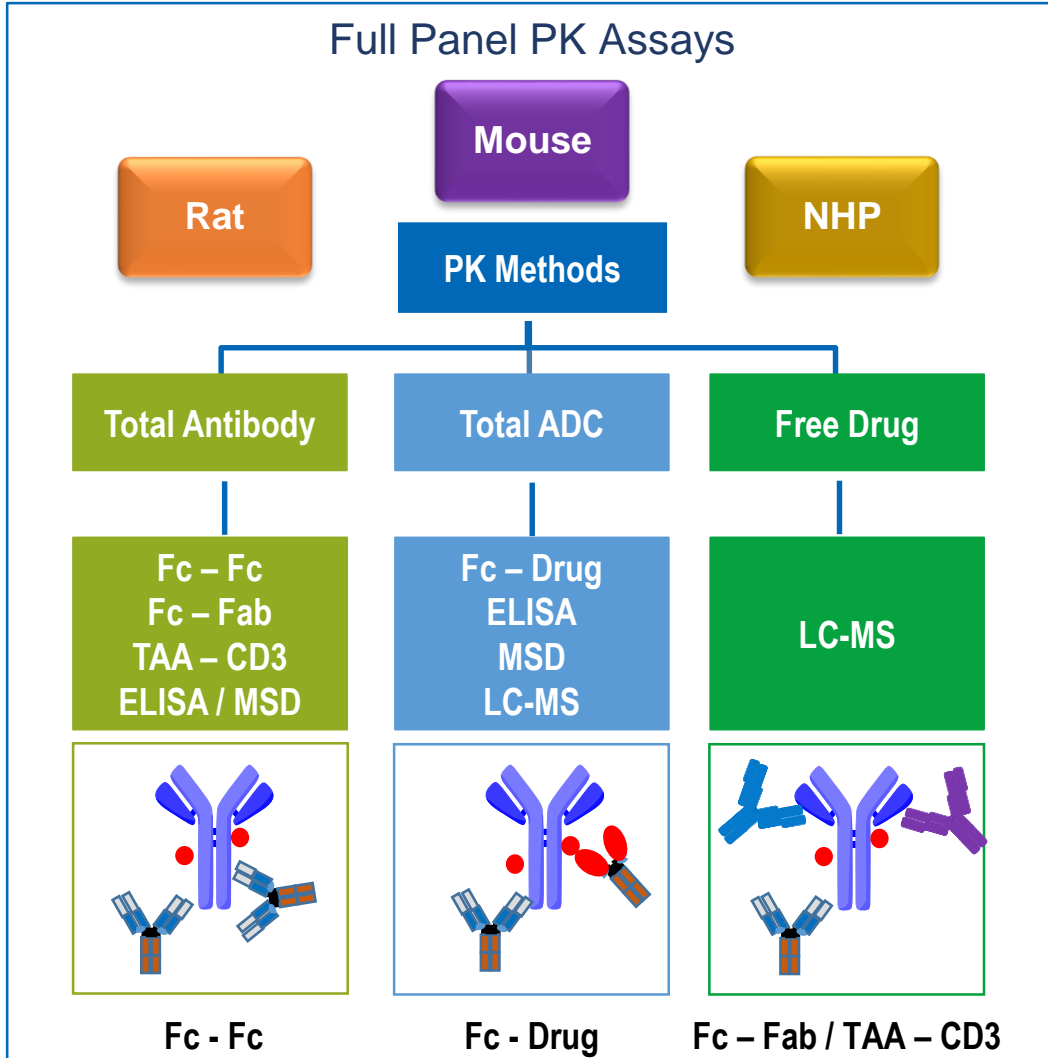 Full Panel PK Assays
Mouse
Rat
NHP
PK Methods
Total Antibody
Total ADC
Free Drug
Fc – Fc
Fc – Fab
TAA – CD3
ELISA / MSD
Fc – Drug
ELISA
MSD
LC-MS
LC-MS
Fc - Fc
Fc - Drug
Fc – Fab / TAA – CD3